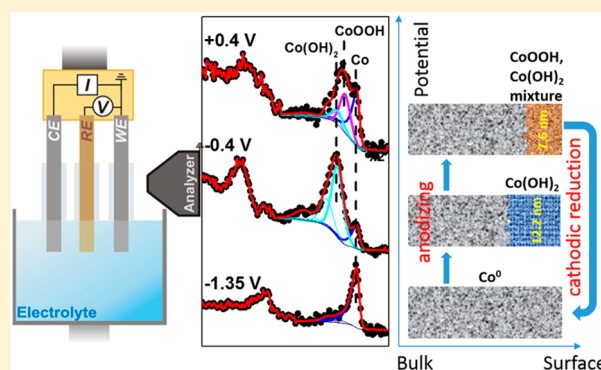 I
V
CE
RE
WE
Electrolyte
Analyzer
CoOOH
Co(OH)2
Co
+0.4 V
×2
-0.4 V
-1.35 V
Potential
CoOOH,
Co(OH)2
mixture
7.6 nm
anodizing
Co(OH)2
12.2 nm
cathodic reduction
Co0
Bulk
Surface